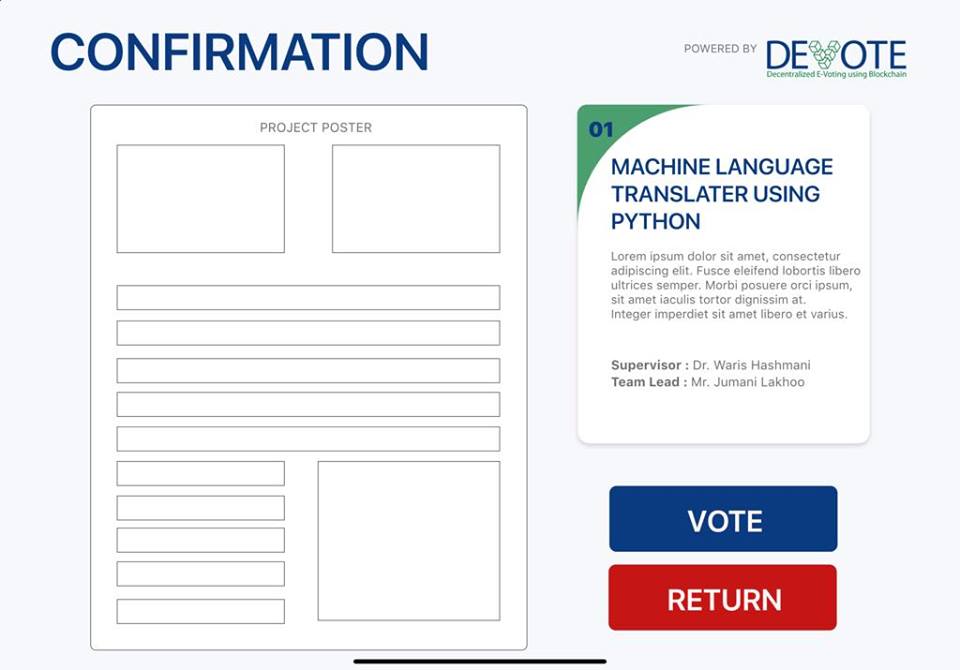 CONFIRMATION
POWERED BY
DEVOTE
Decentralized E-Voting using Blockchain
PROJECT POSTER
01
MACHINE LANGUAGE
TRANSLATER USING
PYTHON
Lorem ipsum dolor sit amet, consectetur
adipiscing elit. Fusce eleifend lobortis libero
ultrices semper. Morbi posuere orci ipsum,
sit amet iaculis tortor dignissim at.
Integer imperdiet sit amet libero et varius.
Supervisor : Dr. Waris Hashmani
Team Lead : Mr. Jumani Lakhoo
VOTE
RETURN